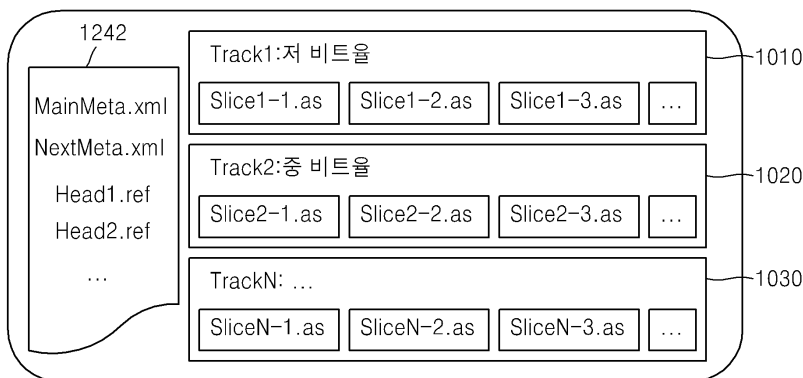 1242
MainMeta.xml
NextMeta.xml
Head1.ref
Head2.ref
...
Track1:저 비트율
1010
Slice1-1.as
Slice1-2.as
Slice1-3.as
...
Track2:중 비트율
1020
Slice2-1.as
Slice2-2.as
Slice2-3.as
...
TrackN: ...
1030
SliceN-1.as
SliceN-2.as
SliceN-3.as
...